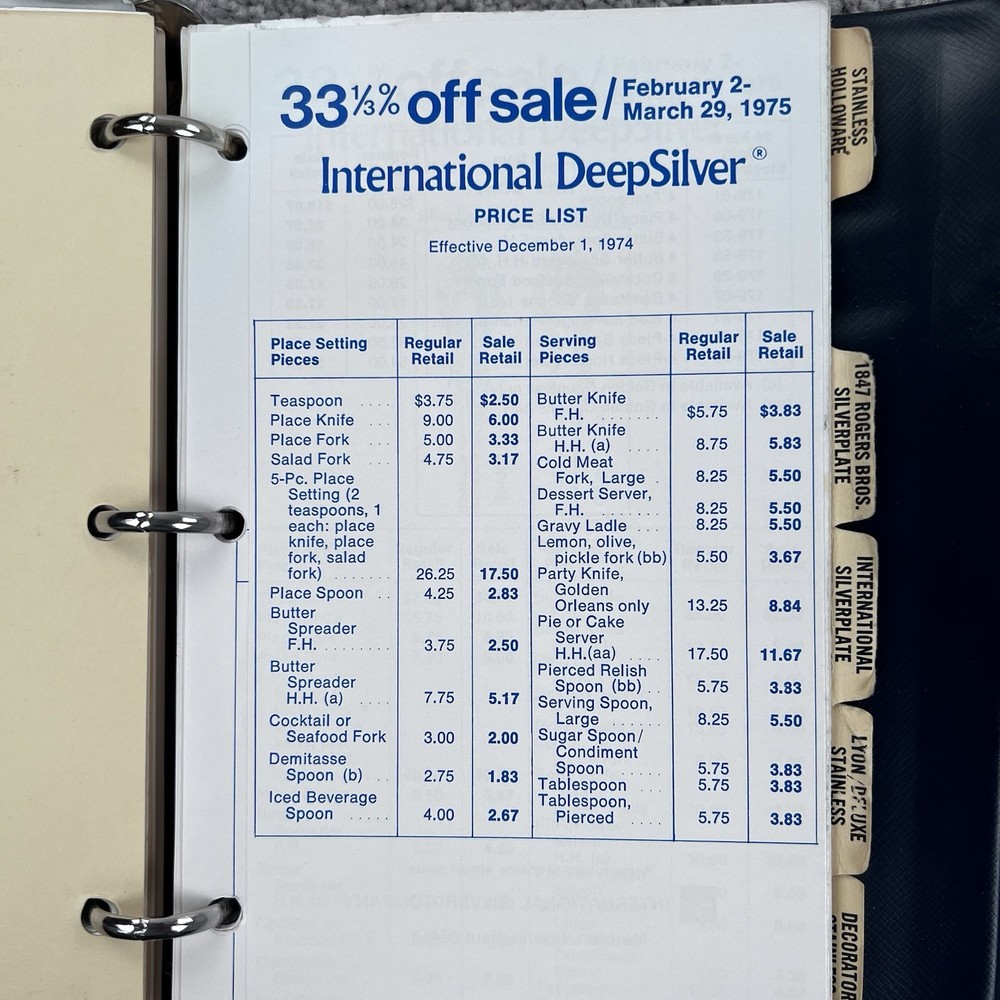 33⅓% off sale / February 2-
March 29, 1975
International DeepSilver®
PRICE LIST
Effective December 1, 1974
Place Setting Pieces | Regular Retail | Sale Retail
Teaspoon .... $3.75 $2.50
Place Knife ... 9.00 6.00
Place Fork ... 5.00 3.33
Salad Fork ... 4.75 3.17
5-Pc. Place
Setting (2
teaspoons, 1
each: place
knife, place
fork, salad
fork) ....... 26.25 17.50
Place Spoon .. 4.25 2.83
Butter
Spreader
F.H. ......... 3.75 2.50
Butter
Spreader
H.H. (a) .... 7.75 5.17
Cocktail or
Seafood Fork 3.00 2.00
Demitasse
Spoon (b) .. 2.75 1.83
Iced Beverage
Spoon ..... 4.00 2.67
Serving Pieces | Regular Retail | Sale Retail
Butter Knife
F.H. ....... $5.75 $3.83
Butter Knife
H.H. (a) .... 8.75 5.83
Cold Meat
Fork, Large . 8.25 5.50
Dessert Server,
F.H. ........ 8.25 5.50
Gravy Ladle ... 8.25 5.50
Lemon, olive,
pickle fork (bb) 5.50 3.67
Party Knife,
Golden
Orleans only 13.25 8.84
Pie or Cake
Server
H.H.(aa) .... 17.50 11.67
Pierced Relish
Spoon (bb) .. 5.75 3.83
Serving Spoon,
Large ...... 8.25 5.50
Sugar Spoon/
Condiment
Spoon ...... 5.75 3.83
Tablespoon .... 5.75 3.83
Tablespoon,
Pierced .... 5.75 3.83
STAINLESS
HOLLOWARE
1847 ROGERS BROS.
SILVERPLATE
INTERNATIONAL
SILVERPLATE
LYON/DELUXE
STAINLESS
DECORATOR
STAINLESS